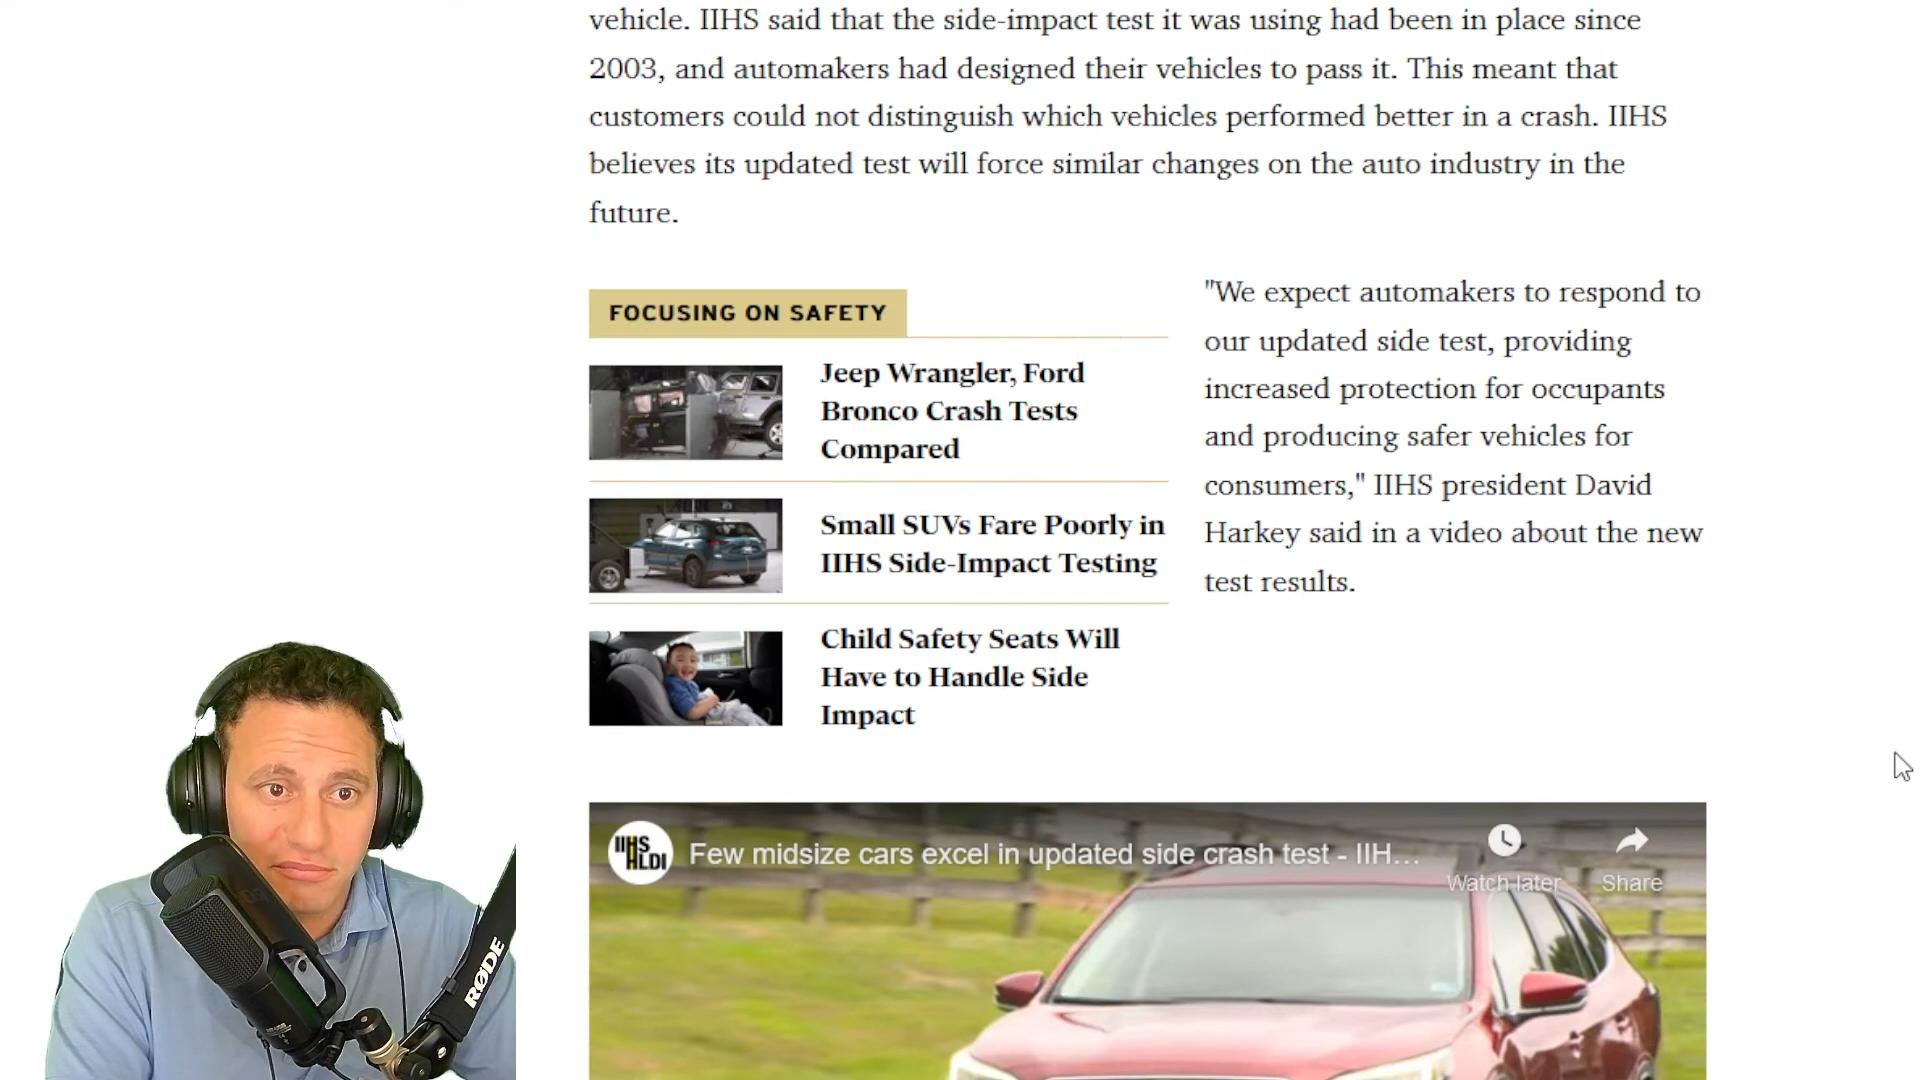 vehicle. IIHS said that the side-impact test it was using had been in place since
2003, and automakers had designed their vehicles to pass it. This meant that
customers could not distinguish which vehicles performed better in a crash. IIHS
believes its updated test will force similar changes on the auto industry in the
future.
FOCUSING ON SAFETY
Jeep Wrangler, Ford
Bronco Crash Tests
Compared
Small SUVs Fare Poorly in
IIHS Side-Impact Testing
Child Safety Seats Will
Have to Handle Side
Impact
"We expect automakers to respond to
our updated side test, providing
increased protection for occupants
and producing safer vehicles for
consumers," IIHS president David
Harkey said in a video about the new
test results.
IIHS
HLDI
Few midsize cars excel in updated side crash test - IIH...
Watch later
Share
RØDE